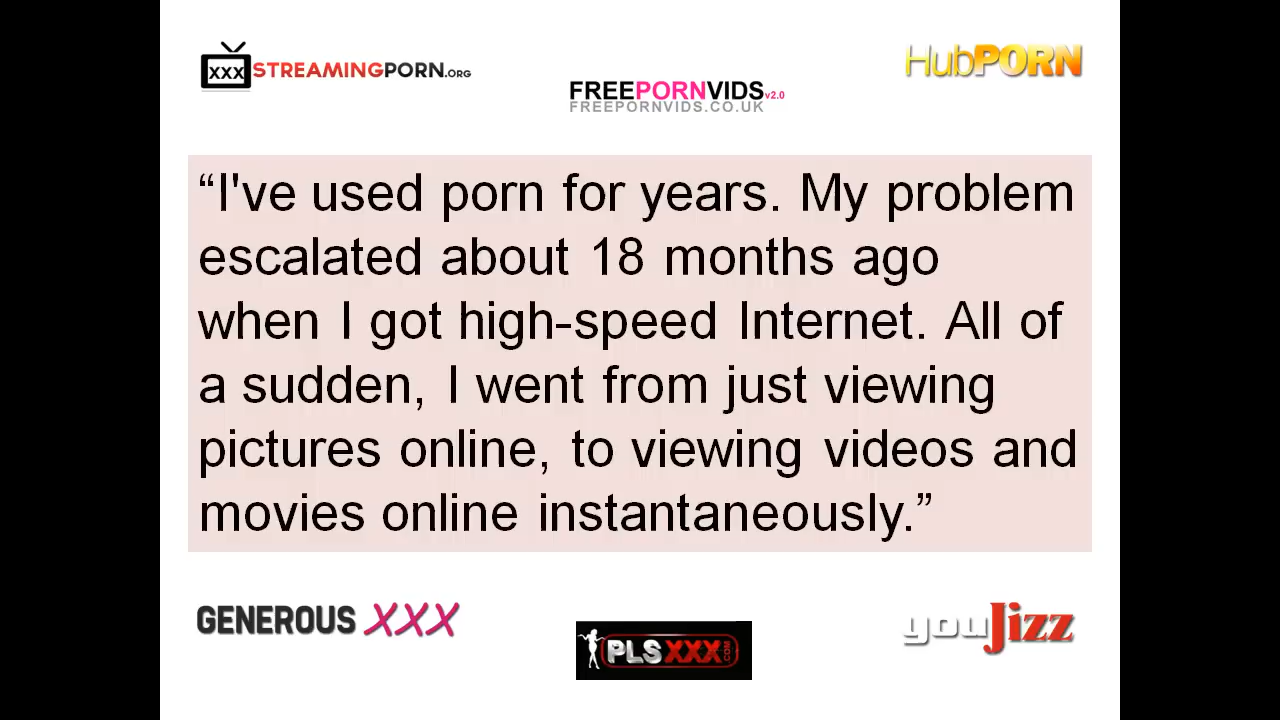 XXX STREAMINGPORN.ORG
HubPORN
FREEPORNVIDS v2.0
FREEPORNVIDS.CO.UK
“I've used porn for years. My problem
escalated about 18 months ago
when I got high-speed Internet. All of
a sudden, I went from just viewing
pictures online, to viewing videos and
movies online instantaneously.”
GENEROUS XXX
PLSXXX.COM
youJizz